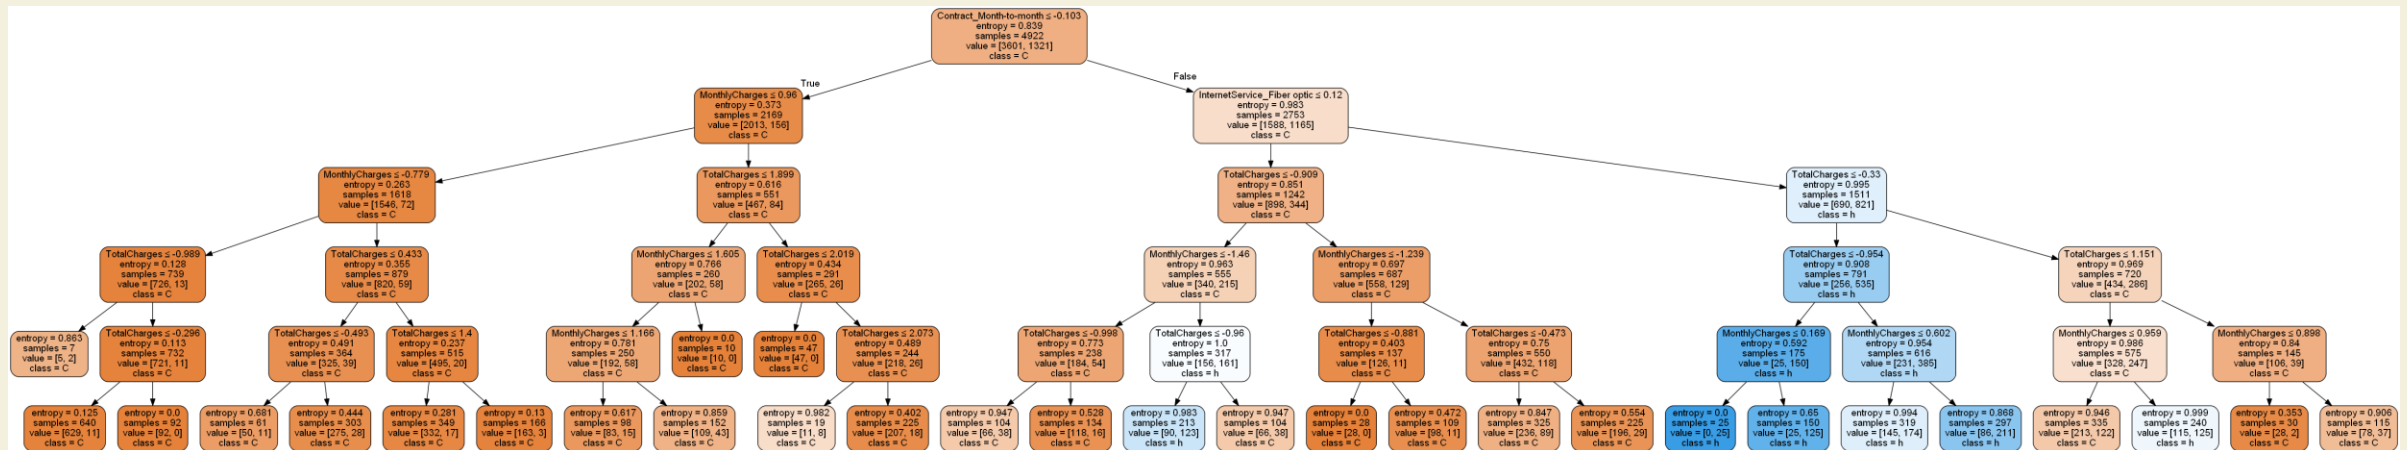 Contract_Month-to-month ≤ -0.103
entropy = 0.839
samples = 4922
value = [3601, 1321]
class = C
True
False
MonthlyCharges ≤ 0.96
entropy = 0.373
samples = 2169
value = [2013, 156]
class = C
InternetService_Fiber optic ≤ 0.12
entropy = 0.983
samples = 2753
value = [1588, 1165]
class = C
MonthlyCharges ≤ -0.779
entropy = 0.263
samples = 1618
value = [1546, 72]
class = C
TotalCharges ≤ 1.899
entropy = 0.616
samples = 551
value = [467, 84]
class = C
TotalCharges ≤ -0.909
entropy = 0.851
samples = 1242
value = [898, 344]
class = C
TotalCharges ≤ -0.33
entropy = 0.995
samples = 1511
value = [690, 821]
class = h
TotalCharges ≤ -0.989
entropy = 0.128
samples = 739
value = [726, 13]
class = C
TotalCharges ≤ 0.433
entropy = 0.355
samples = 879
value = [820, 59]
class = C
MonthlyCharges ≤ 1.605
entropy = 0.766
samples = 260
value = [202, 58]
class = C
TotalCharges ≤ 2.019
entropy = 0.434
samples = 291
value = [265, 26]
class = C
MonthlyCharges ≤ -1.46
entropy = 0.963
samples = 555
value = [340, 215]
class = C
MonthlyCharges ≤ -1.239
entropy = 0.697
samples = 687
value = [558, 129]
class = C
TotalCharges ≤ -0.954
entropy = 0.908
samples = 791
value = [256, 535]
class = h
TotalCharges ≤ 1.151
entropy = 0.969
samples = 720
value = [434, 286]
class = C
entropy = 0.863
samples = 7
value = [5, 2]
class = C
TotalCharges ≤ -0.296
entropy = 0.113
samples = 732
value = [721, 11]
class = C
TotalCharges ≤ -0.493
entropy = 0.491
samples = 364
value = [325, 39]
class = C
TotalCharges ≤ 1.4
entropy = 0.237
samples = 515
value = [495, 20]
class = C
MonthlyCharges ≤ 1.166
entropy = 0.781
samples = 250
value = [192, 58]
class = C
entropy = 0.0
samples = 10
value = [10, 0]
class = C
entropy = 0.0
samples = 47
value = [47, 0]
class = C
TotalCharges ≤ 2.073
entropy = 0.489
samples = 244
value = [218, 26]
class = C
TotalCharges ≤ -0.998
entropy = 0.773
samples = 238
value = [184, 54]
class = C
TotalCharges ≤ -0.96
entropy = 1.0
samples = 317
value = [156, 161]
class = h
TotalCharges ≤ -0.881
entropy = 0.403
samples = 137
value = [126, 11]
class = C
TotalCharges ≤ -0.473
entropy = 0.75
samples = 550
value = [432, 118]
class = C
MonthlyCharges ≤ 0.169
entropy = 0.592
samples = 175
value = [25, 150]
class = h
MonthlyCharges ≤ 0.602
entropy = 0.954
samples = 616
value = [231, 385]
class = h
MonthlyCharges ≤ 0.959
entropy = 0.986
samples = 575
value = [328, 247]
class = C
MonthlyCharges ≤ 0.898
entropy = 0.84
samples = 145
value = [106, 39]
class = C
entropy = 0.125
samples = 640
value = [629, 11]
class = C
entropy = 0.0
samples = 92
value = [92, 0]
class = C
entropy = 0.681
samples = 61
value = [50, 11]
class = C
entropy = 0.444
samples = 303
value = [275, 28]
class = C
entropy = 0.281
samples = 349
value = [332, 17]
class = C
entropy = 0.13
samples = 166
value = [163, 3]
class = C
entropy = 0.617
samples = 98
value = [83, 15]
class = C
entropy = 0.859
samples = 152
value = [109, 43]
class = C
entropy = 0.982
samples = 19
value = [11, 8]
class = C
entropy = 0.402
samples = 225
value = [207, 18]
class = C
entropy = 0.947
samples = 104
value = [66, 38]
class = C
entropy = 0.528
samples = 134
value = [118, 16]
class = C
entropy = 0.983
samples = 213
value = [90, 123]
class = h
entropy = 0.947
samples = 104
value = [66, 38]
class = C
entropy = 0.0
samples = 28
value = [28, 0]
class = C
entropy = 0.472
samples = 109
value = [98, 11]
class = C
entropy = 0.847
samples = 325
value = [236, 89]
class = C
entropy = 0.554
samples = 225
value = [196, 29]
class = C
entropy = 0.0
samples = 25
value = [0, 25]
class = h
entropy = 0.65
samples = 150
value = [25, 125]
class = h
entropy = 0.994
samples = 319
value = [145, 174]
class = h
entropy = 0.868
samples = 297
value = [86, 211]
class = h
entropy = 0.946
samples = 335
value = [213, 122]
class = C
entropy = 0.999
samples = 240
value = [115, 125]
class = h
entropy = 0.353
samples = 30
value = [28, 2]
class = C
entropy = 0.906
samples = 115
value = [78, 37]
class = C